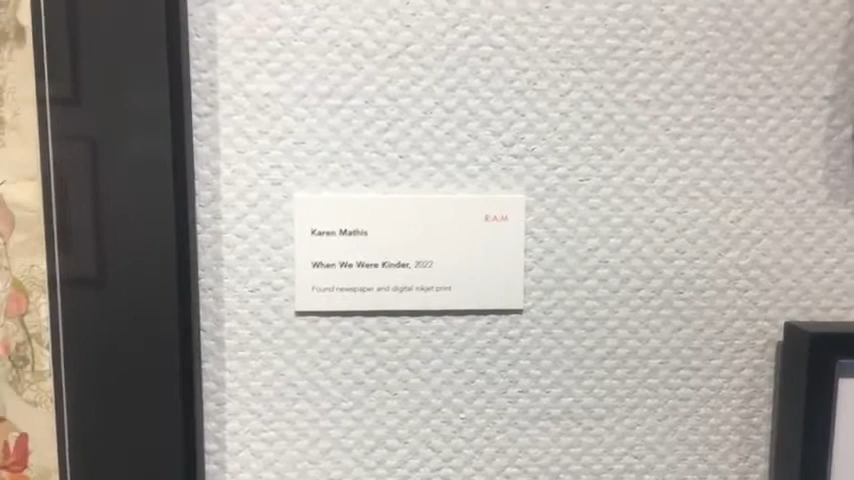 R.A.M
Karen Mathis
When We Were Kinder, 2022
Found newspaper and digital inkjet print